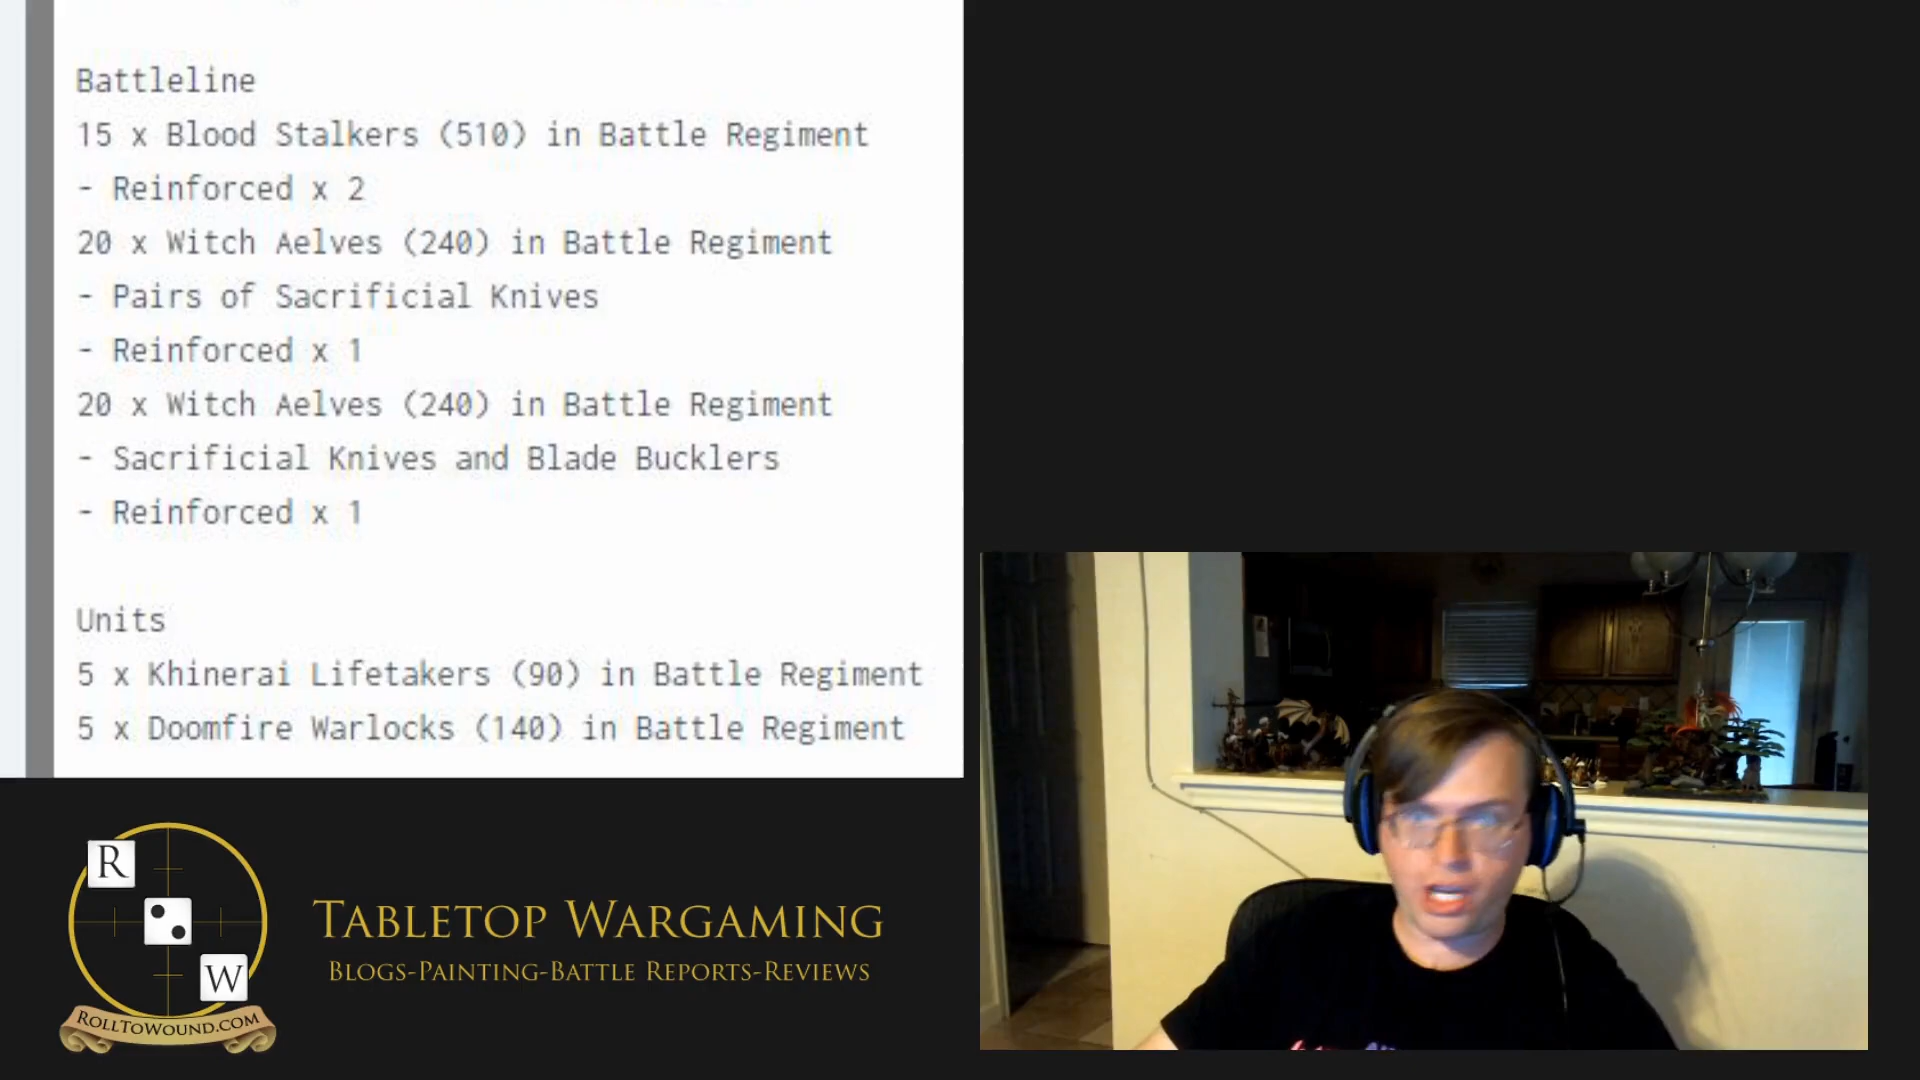 Battleline
15 x Blood Stalkers (510) in Battle Regiment
- Reinforced x 2
20 x Witch Aelves (240) in Battle Regiment
- Pairs of Sacrificial Knives
- Reinforced x 1
20 x Witch Aelves (240) in Battle Regiment
- Sacrificial Knives and Blade Bucklers
- Reinforced x 1
Units
5 x Khinerai Lifetakers (90) in Battle Regiment
5 x Doomfire Warlocks (140) in Battle Regiment
R
W
RollToWound.com
Tabletop Wargaming
Blogs-Painting-Battle Reports-Reviews